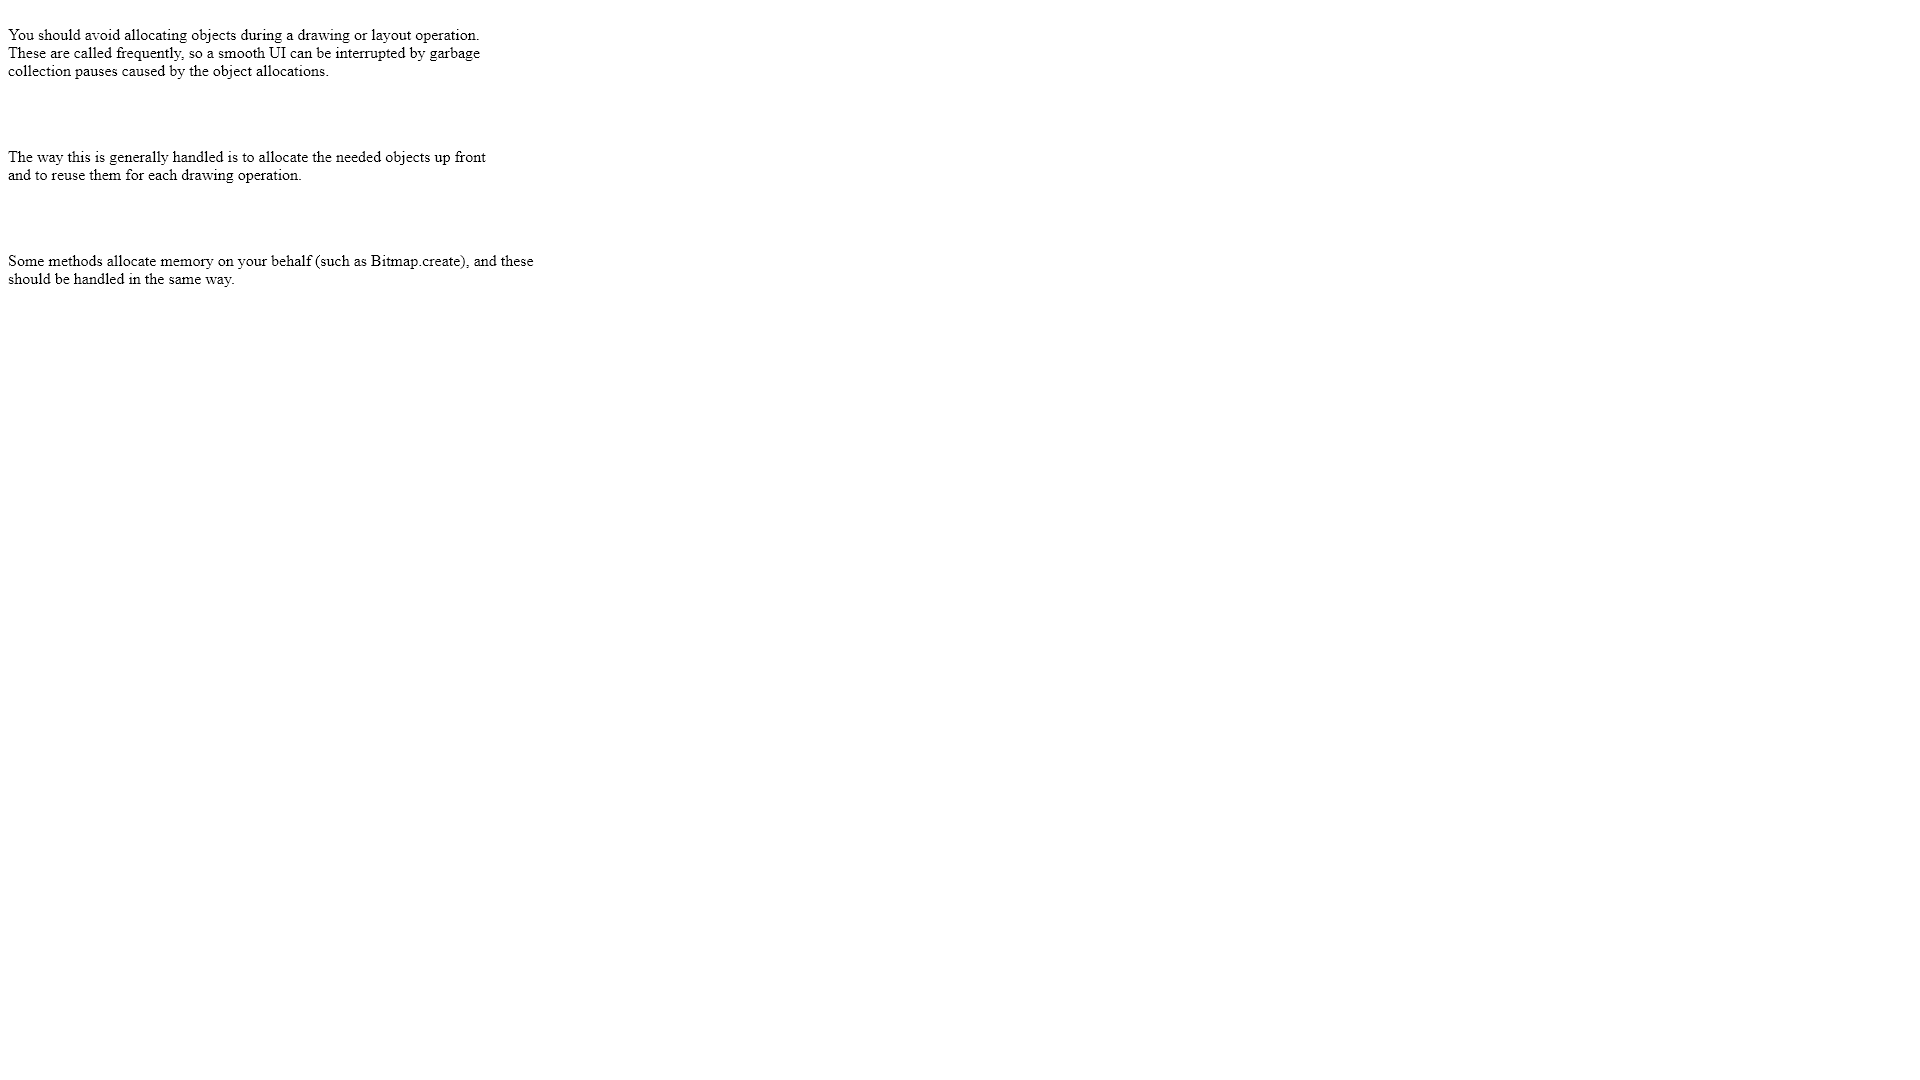 You should avoid allocating objects during a drawing or layout operation.
These are called frequently, so a smooth UI can be interrupted by garbage
collection pauses caused by the object allocations.
The way this is generally handled is to allocate the needed objects up front
and to reuse them for each drawing operation.
Some methods allocate memory on your behalf (such as Bitmap.create), and these
should be handled in the same way.